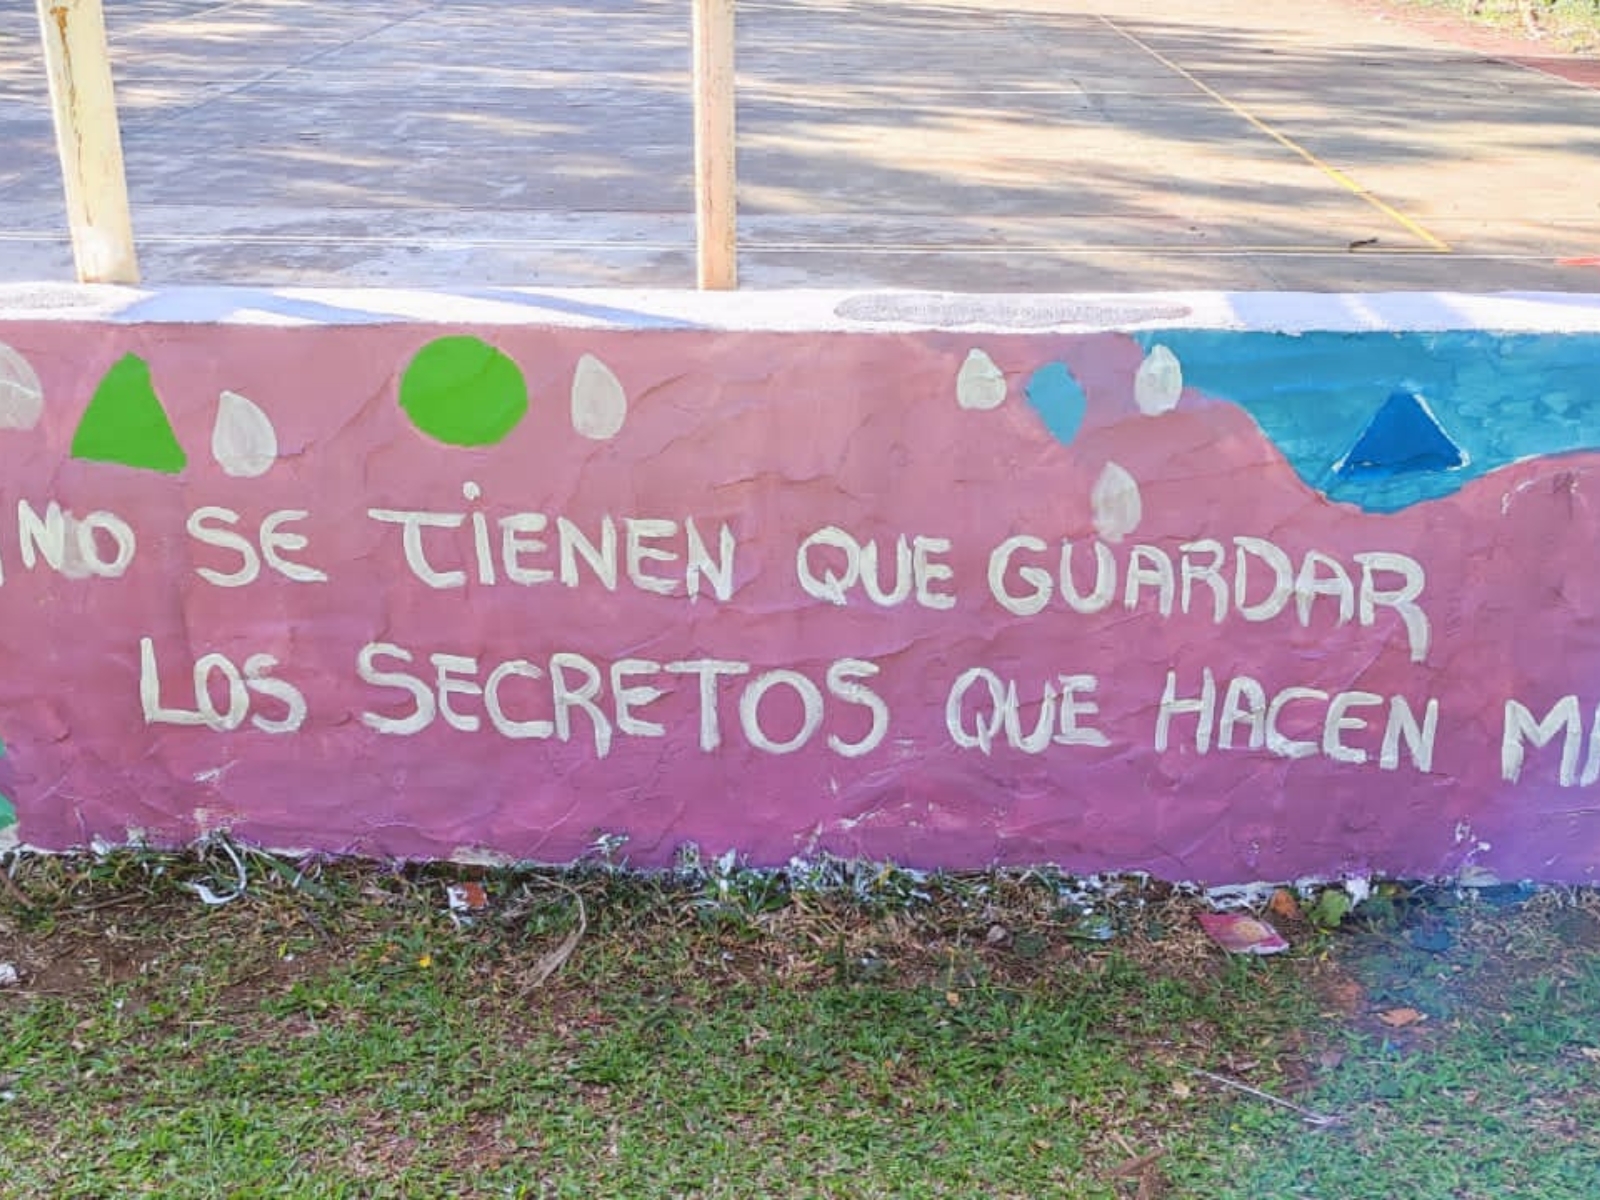 NO SE TIENEN QUE GUARDAR
LOS SECRETOS QUE HACEN